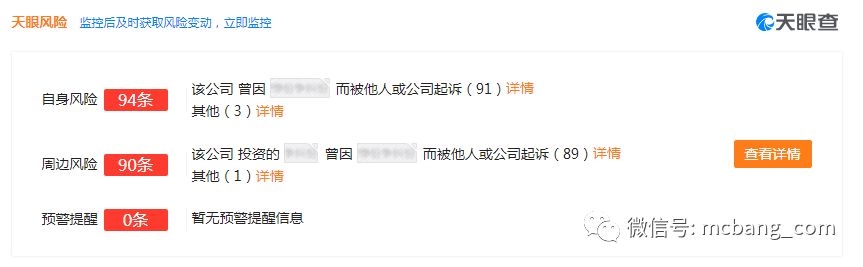 天眼风险 监控后及时获取风险变动，立即监控 天眼查
自身风险 94条 该公司 曾因 而被他人或公司起诉（91）详情
其他（3）详情
周边风险 90条 该公司 投资的 曾因 而被他人或公司起诉（89）详情
其他（1）详情
查看详情
预警提醒 0条 暂无预警提醒信息
微信号: mcbang_com